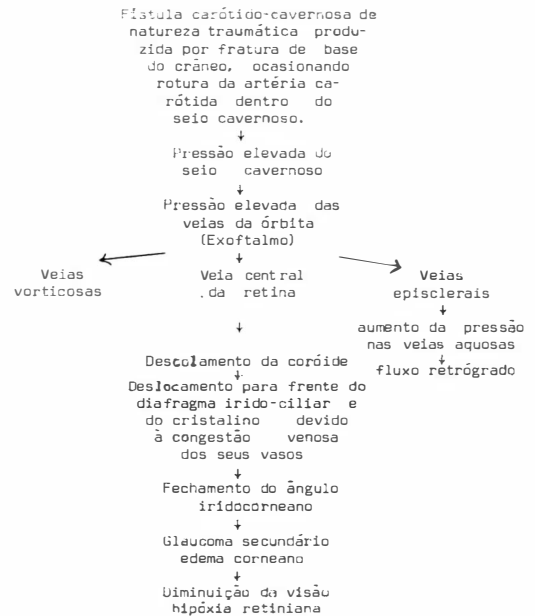 Fístula carótido-cavernosa de
natureza traumática produ-
zida por fratura de base
do crâneo, ocasionando
rotura da artéria ca-
rótida dentro do
seio cavernoso.
↓
Pressão elevada do
seio cavernoso
↓
Pressão elevada das
veias da órbita
(Exoftalmo)
↓
Veias
vorticosas
Veia central
da retina
Veias
episclerais
↓
aumento da pressão
nas veias aquosas
↓
fluxo retrógrado
↓
Descolamento da coróide
↓
Deslocamento para frente do
diafragma irido-ciliar e
do cristalino devido
à congestão venosa
dos seus vasos
↓
Fechamento do ângulo
iridocorneano
↓
Glaucoma secundário
edema corneano
↓
Diminuição da visão
hipóxia retiniana